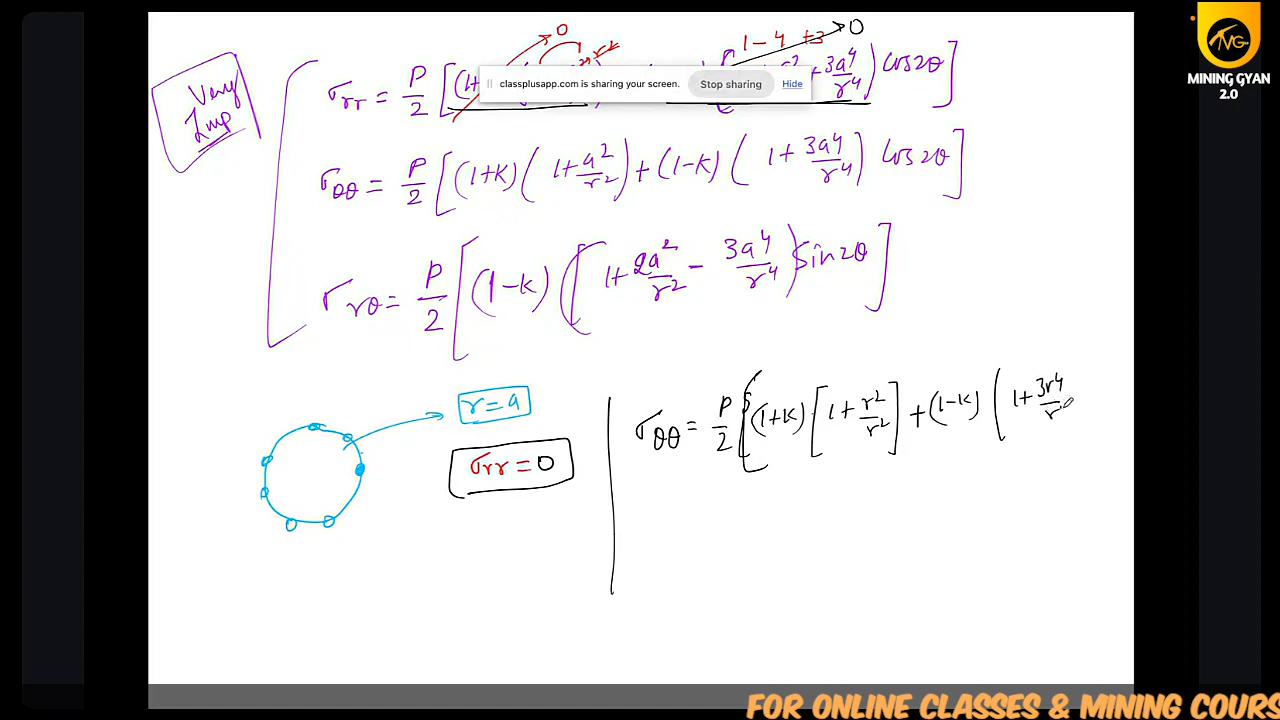 1 - 4 + 3 → 0
→ 0
Very Imp
σrr = P/2 [(1+ + 3a⁴/r⁴) cos2θ]
classplusapp.com is sharing your screen. Stop sharing Hide
MINING GYAN
2.0
σθθ = P/2 [(1+k)(1+a²/r²) + (1-k)(1+3a⁴/r⁴) cos2θ]
σrθ = P/2 [(1-k)[1+2a²/r² - 3a⁴/r⁴) sin2θ]
r=a
σrr = 0
σθθ = P/2 [(1+k)[1+r²/r²] + (1-k)(1+3r⁴/r
FOR ONLINE CLASSES & MINING COURS